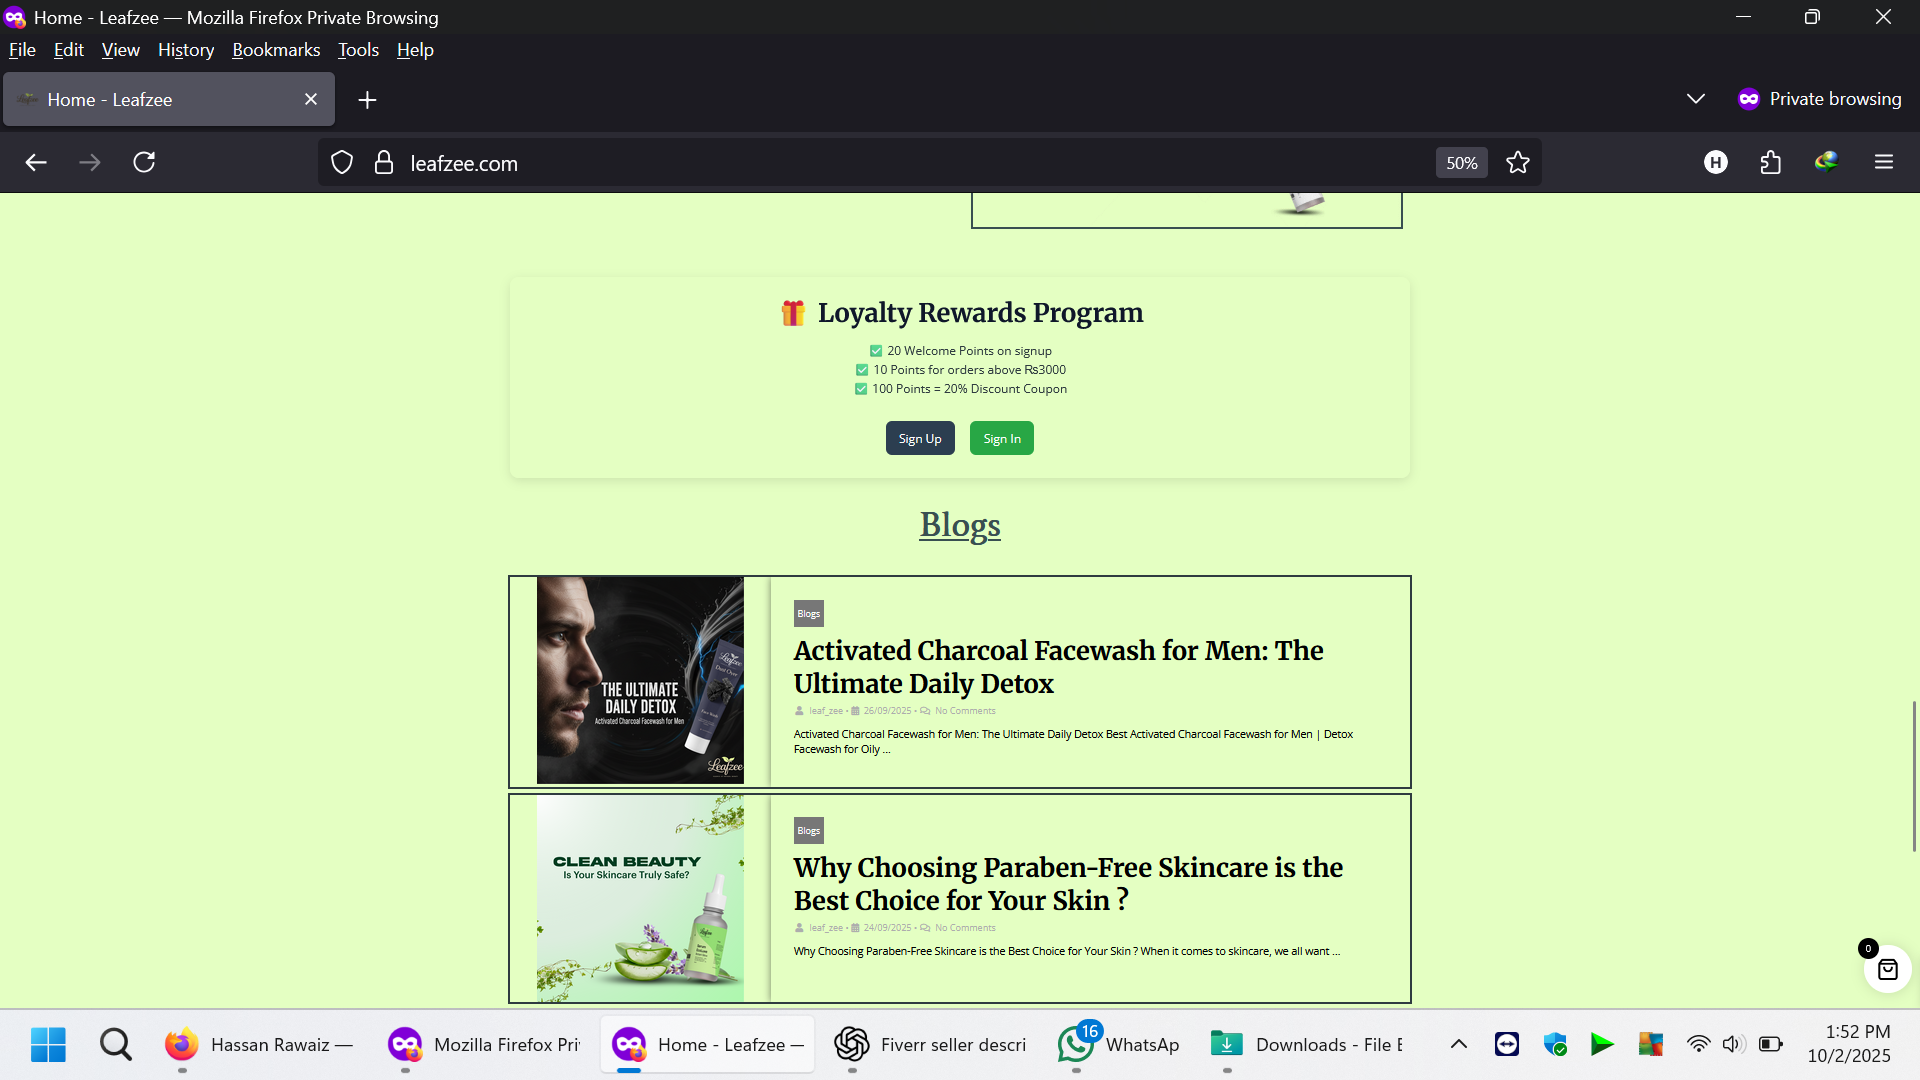 Home - Leafzee — Mozilla Firefox Private Browsing
File Edit View History Bookmarks Tools Help
Home - Leafzee
Private browsing
leafzee.com
50%
H
Loyalty Rewards Program
20 Welcome Points on signup
10 Points for orders above ₨3000
100 Points = 20% Discount Coupon
Sign Up
Sign In
Blogs
THE ULTIMATE
DAILY DETOX
Activated Charcoal Facewash for Men
Leafzee
Dust Over
Face Wash
Leafzee
Blogs
Activated Charcoal Facewash for Men: The
Ultimate Daily Detox
leaf_zee • 26/09/2025 • No Comments
Activated Charcoal Facewash for Men: The Ultimate Daily Detox Best Activated Charcoal Facewash for Men | Detox
Facewash for Oily ...
CLEAN BEAUTY
Is Your Skincare Truly Safe?
Leafzee
Blogs
Why Choosing Paraben-Free Skincare is the
Best Choice for Your Skin ?
leaf_zee • 24/09/2025 • No Comments
Why Choosing Paraben-Free Skincare is the Best Choice for Your Skin ? When it comes to skincare, we all want ...
0
Hassan Rawaiz —
Mozilla Firefox Pri
Home - Leafzee —
Fiverr seller descri
16
WhatsAp
Downloads - File E
1:52 PM
10/2/2025